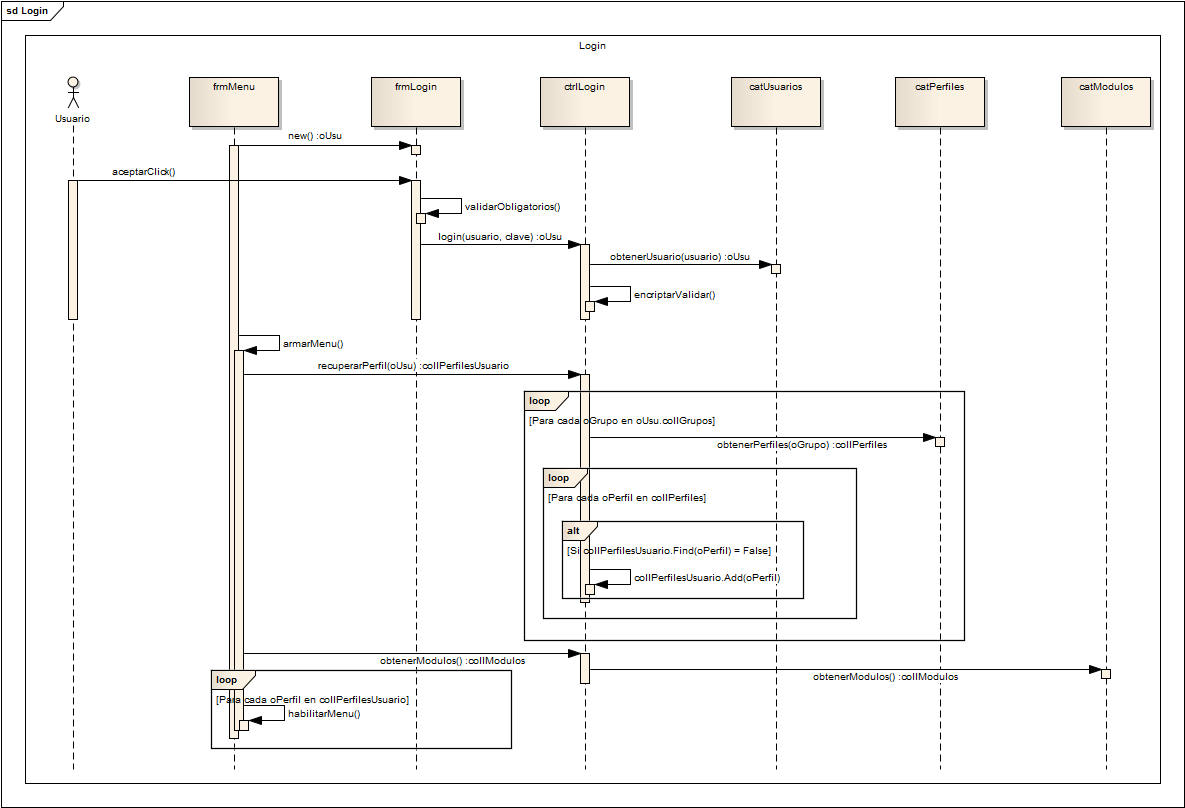 sd Login
Login
Usuario
frmMenu
frmLogin
ctrlLogin
catUsuarios
catPerfiles
catModulos
new() :oUsu
aceptarClick()
validarObligatorios()
login(usuario, clave) :oUsu
obtenerUsuario(usuario) :oUsu
encriptarValidar()
armarMenu()
recuperarPerfil(oUsu) :collPerfilesUsuario
loop
[Para cada oGrupo en oUsu.collGrupos]
obtenerPerfiles(oGrupo) :collPerfiles
loop
[Para cada oPerfil en collPerfiles]
alt
[Si collPerfilesUsuario.Find(oPerfil) = False]
collPerfilesUsuario.Add(oPerfil)
obtenerModulos() :collModulos
obtenerModulos() :collModulos
loop
[Para cada oPerfil en collPerfilesUsuario]
habilitarMenu()